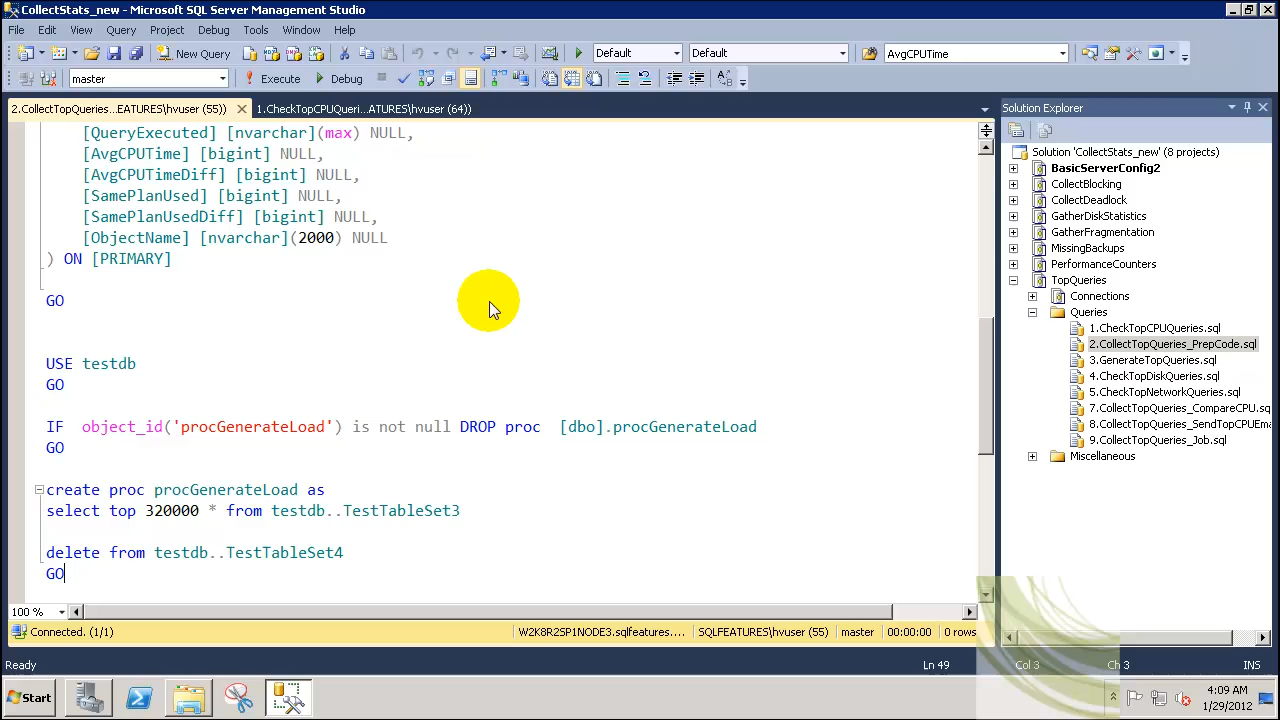 CollectStats_new - Microsoft SQL Server Management Studio
File Edit View Query Project Debug Tools Window Help
New Query Default Default AvgCPUTime
master Execute Debug
2.CollectTopQueries...EATURES\hvuser (55)) 1.CheckTopCPUQueri...ATURES\hvuser (64))
[QueryExecuted] [nvarchar](max) NULL,
[AvgCPUTime] [bigint] NULL,
[AvgCPUTimeDiff] [bigint] NULL,
[SamePlanUsed] [bigint] NULL,
[SamePlanUsedDiff] [bigint] NULL,
[ObjectName] [nvarchar](2000) NULL
) ON [PRIMARY]
GO
USE testdb
GO
IF object_id('procGenerateLoad') is not null DROP proc [dbo].procGenerateLoad
GO
create proc procGenerateLoad as
select top 320000 * from testdb..TestTableSet3
delete from testdb..TestTableSet4
GO
100 %
Connected. (1/1) W2K8R2SP1NODE3.sqlfeatures.... SQLFEATURES\hvuser (55) master 00:00:00 0 rows
Solution Explorer
Solution 'CollectStats_new' (8 projects)
BasicServerConfig2
CollectBlocking
CollectDeadlock
GatherDiskStatistics
GatherFragmentation
MissingBackups
PerformanceCounters
TopQueries
Connections
Queries
1.CheckTopCPUQueries.sql
2.CollectTopQueries_PrepCode.sql
3.GenerateTopQueries.sql
4.CheckTopDiskQueries.sql
5.CheckTopNetworkQueries.sql
7.CollectTopQueries_CompareCPU.sql
8.CollectTopQueries_SendTopCPUEma
9.CollectTopQueries_Job.sql
Miscellaneous
Ready Ln 49 Col 3 Ch 3 INS
Start 4:09 AM
1/29/2012